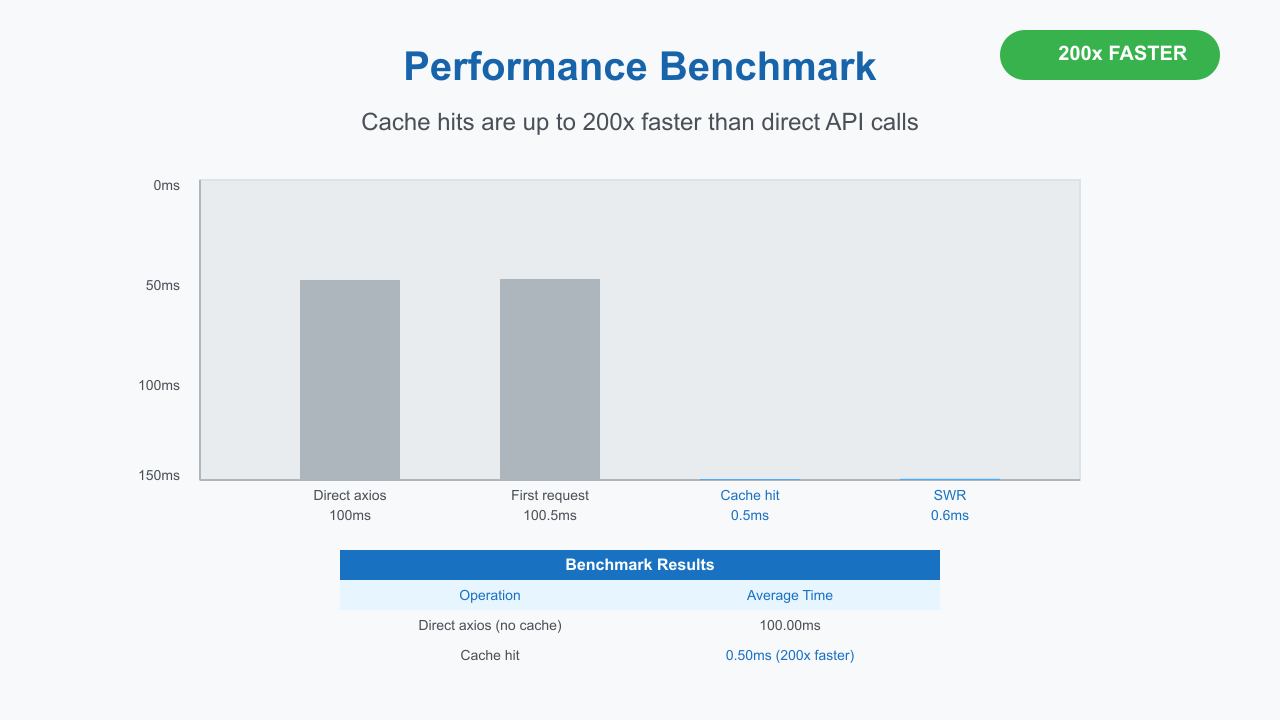 Performance Benchmark
200x FASTER
Cache hits are up to 200x faster than direct API calls
0ms
50ms
100ms
150ms
Direct axios
100ms
First request
100.5ms
Cache hit
0.5ms
SWR
0.6ms
Benchmark Results
Operation Average Time
Direct axios (no cache) 100.00ms
Cache hit 0.50ms (200x faster)